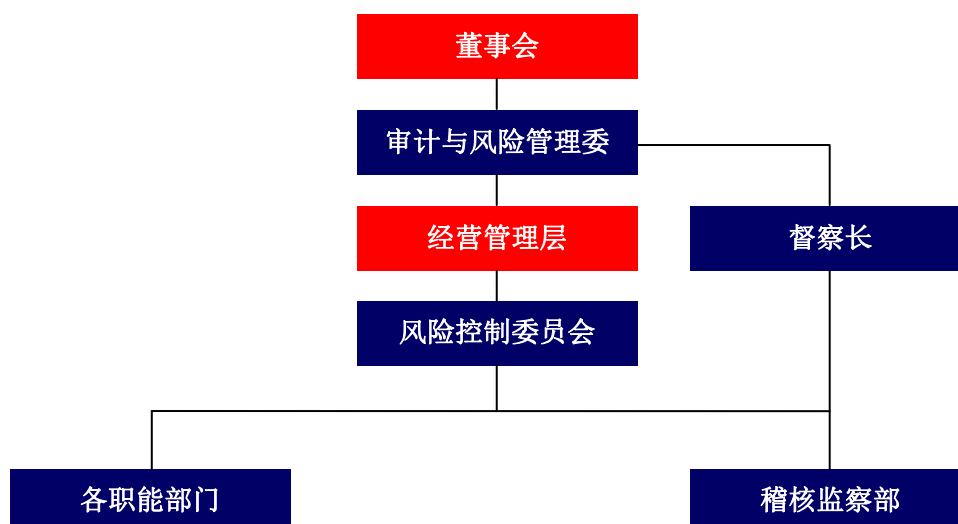 董事会
审计与风险管理委
经营管理层
督察长
风险控制委员会
各职能部门
稽核监察部